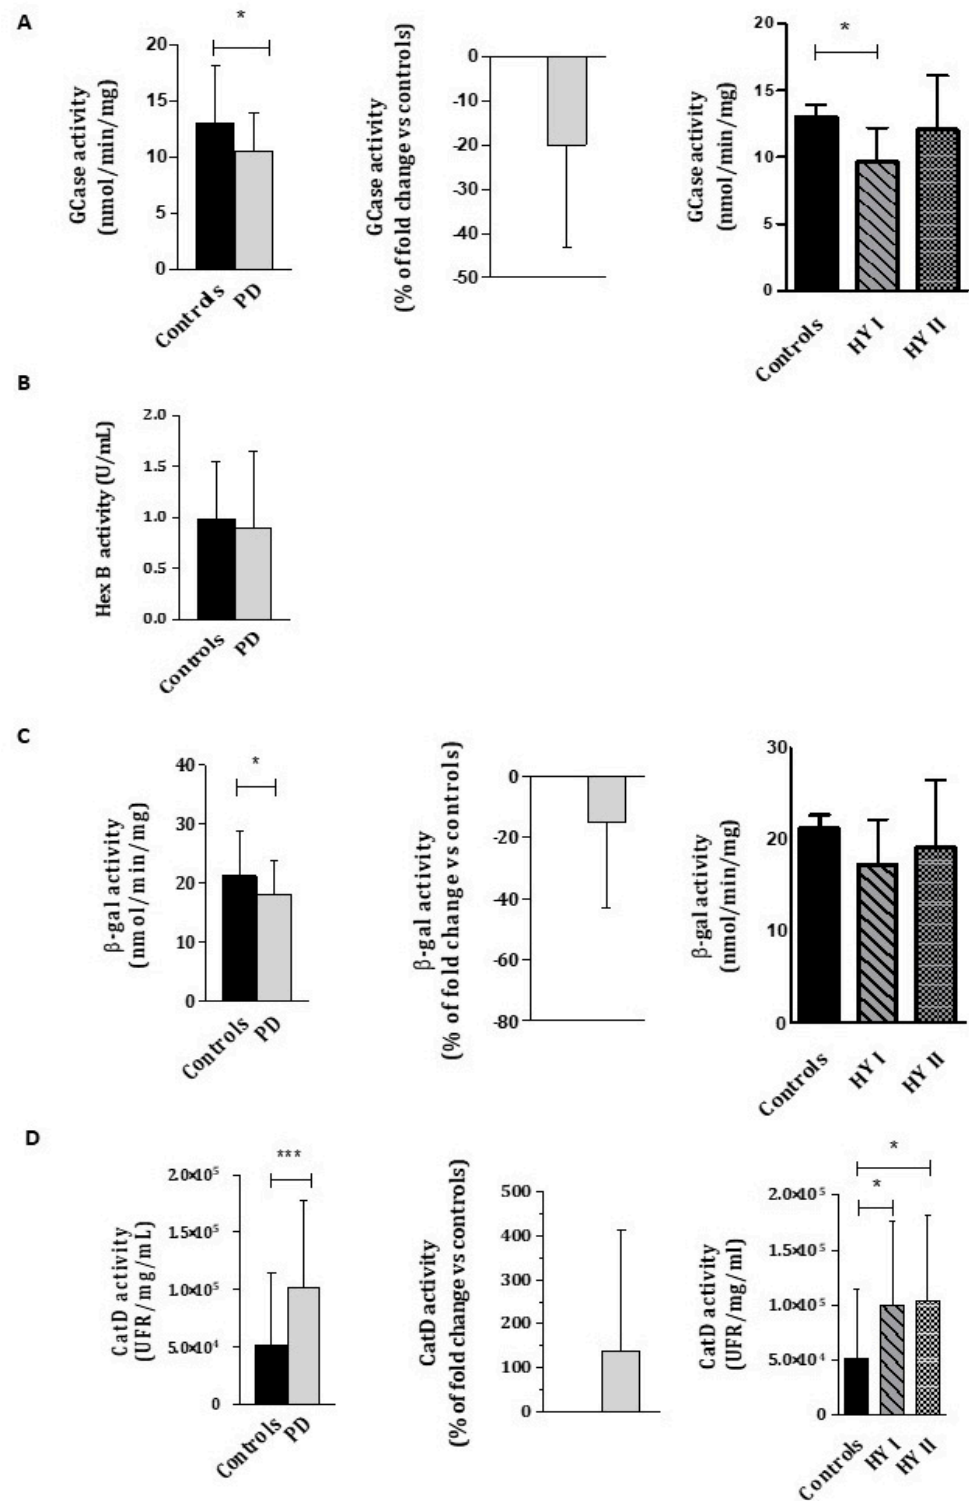 A
*
GCase activity
(nmol/min/mg)
20
15
10
5
0
Controls
PD
GCase activity
(% of fold change vs controls)
0
-10
-20
-30
-40
-50
*
GCase activity
(nmol/min/mg)
20
15
10
5
0
Controls
HY I
HY II
B
Hex B activity (U/mL)
2.0
1.5
1.0
0.5
0.0
Controls
PD
C
*
β-gal activity
(nmol/min/mg)
40
30
20
10
0
Controls
PD
β-gal activity
(% of fold change vs controls)
0
-20
-40
-60
-80
β-gal activity
(nmol/min/mg)
30
20
10
0
Controls
HY I
HY II
D
***
CatD activity
(UFR/mg/mL)
2.0×10⁵
1.5×10⁵
1.0×10⁵
5.0×10⁴
0
Controls
PD
CatD activity
(% of fold change vs controls)
500
400
300
200
100
0
*
*
CatD activity
(UFR/mg/ml)
2.0×10⁵
1.5×10⁵
1.0×10⁵
5.0×10⁴
0
Controls
HY I
HY II